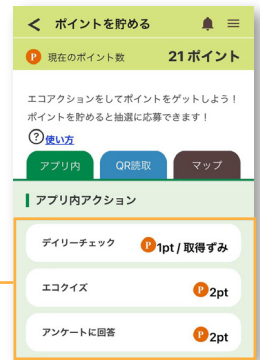 ポイントを貯める
P 現在のポイント数 21 ポイント
エコアクションをしてポイントをゲットしよう！
ポイントを貯めると抽選に応募できます！
?使い方
アプリ内 QR読取 マップ
アプリ内アクション
デイリーチェック P 1pt / 取得ずみ
エコクイズ P 2pt
アンケートに回答 P 2pt